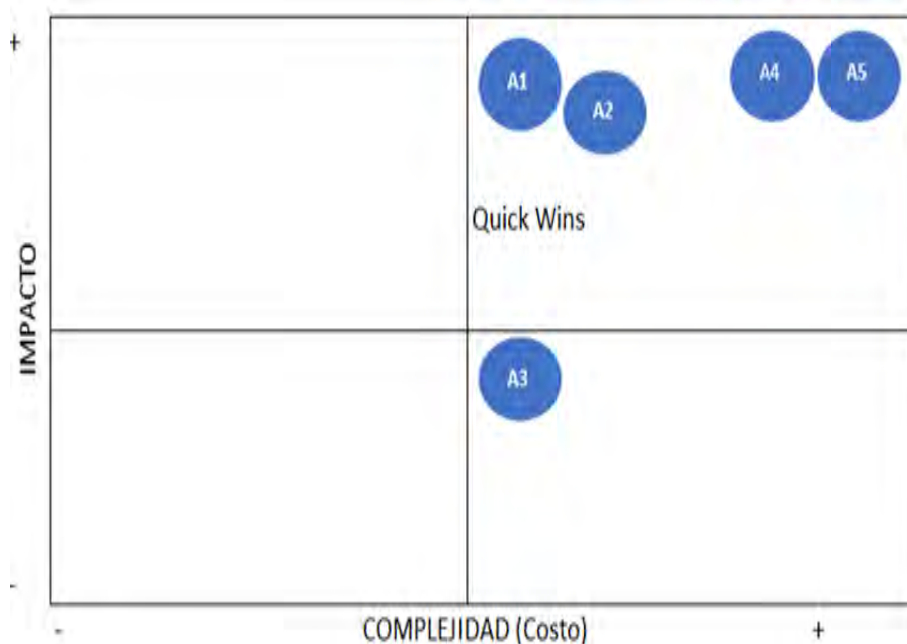 +
A1
A2
A4
A5
Quick Wins
IMPACTO
A3
-
-
COMPLEJIDAD (Costo)
+